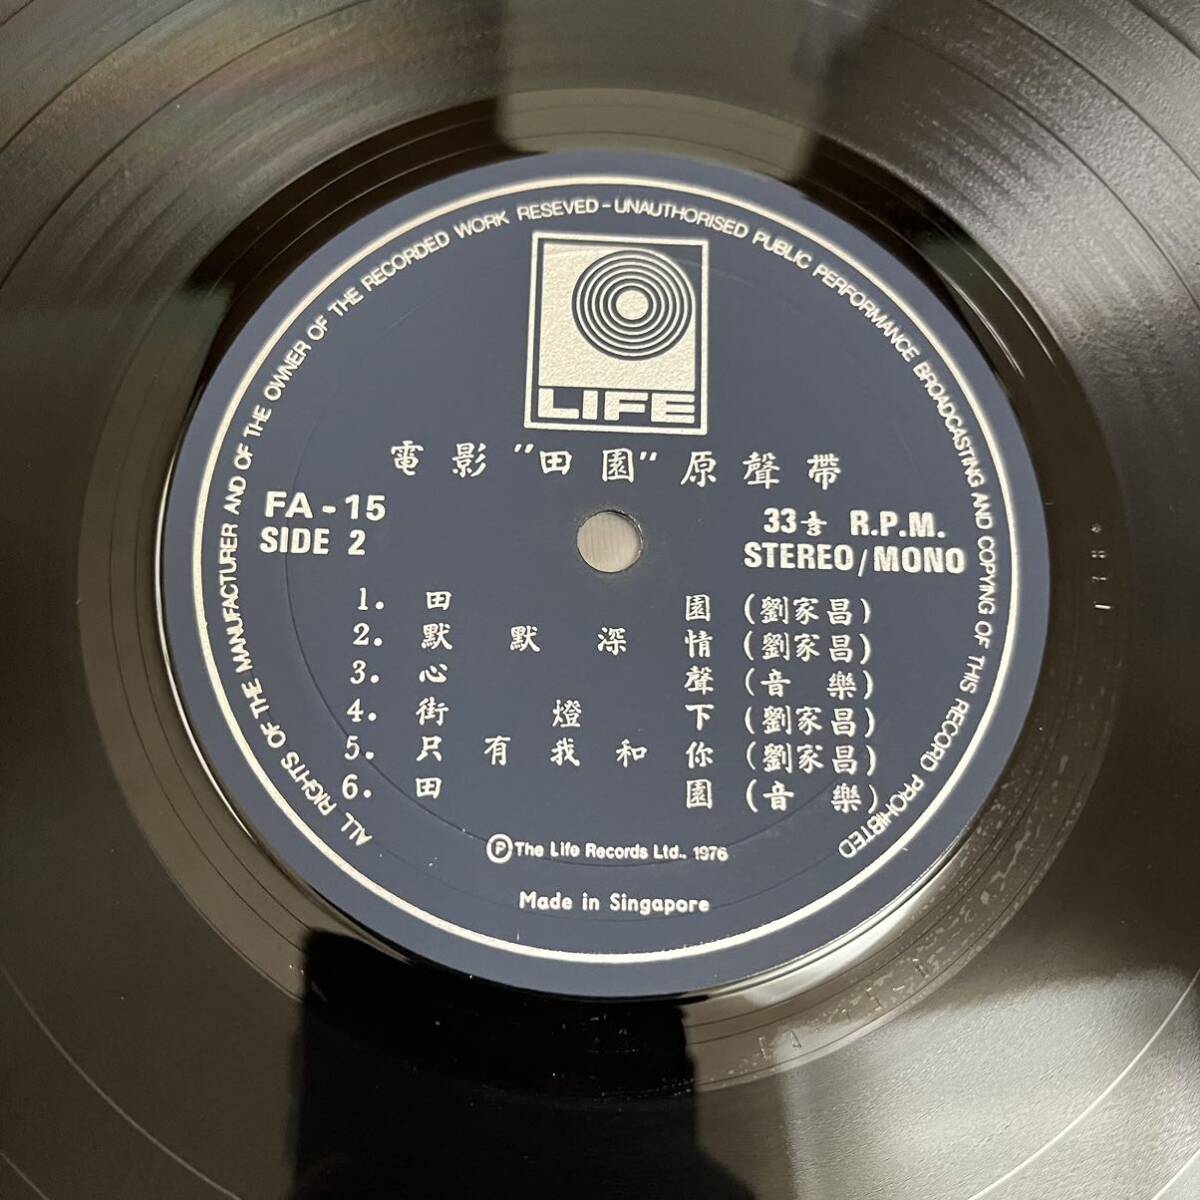 ALL RIGHTS OF THE MANUFACTURER AND OF THE OWNER OF THE RECORDED WORK RESEVED - UNAUTHORISED PUBLIC PERFORMANCE BROADCASTING AND COPYING OF THIS RECORD PROHIBTED
LIFE
電影"田園"原聲帶
FA - 15
SIDE 2
33⅓ R.P.M.
STEREO/MONO
1. 田園(劉家昌)
2. 默默深情(劉家昌)
3. 心聲(音樂)
4. 街燈下(劉家昌)
5. 只有我和你(劉家昌)
6. 田園(音樂)
Ⓟ The Life Records Ltd., 1976
Made in Singapore